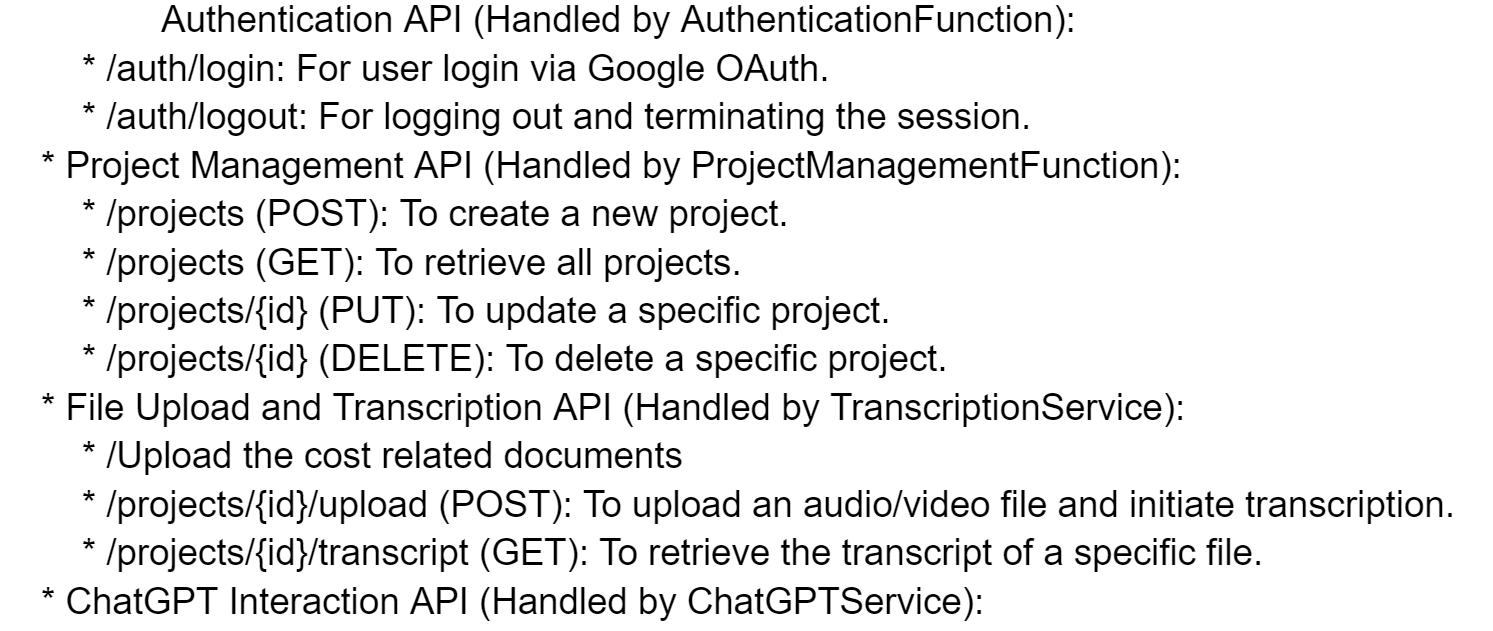 Authentication API (Handled by AuthenticationFunction):
* /auth/login: For user login via Google OAuth.
* /auth/logout: For logging out and terminating the session.
* Project Management API (Handled by ProjectManagementFunction):
* /projects (POST): To create a new project.
* /projects (GET): To retrieve all projects.
* /projects/{id} (PUT): To update a specific project.
* /projects/{id} (DELETE): To delete a specific project.
* File Upload and Transcription API (Handled by TranscriptionService):
* /Upload the cost related documents
* /projects/{id}/upload (POST): To upload an audio/video file and initiate transcription.
* /projects/{id}/transcript (GET): To retrieve the transcript of a specific file.
* ChatGPT Interaction API (Handled by ChatGPTService):